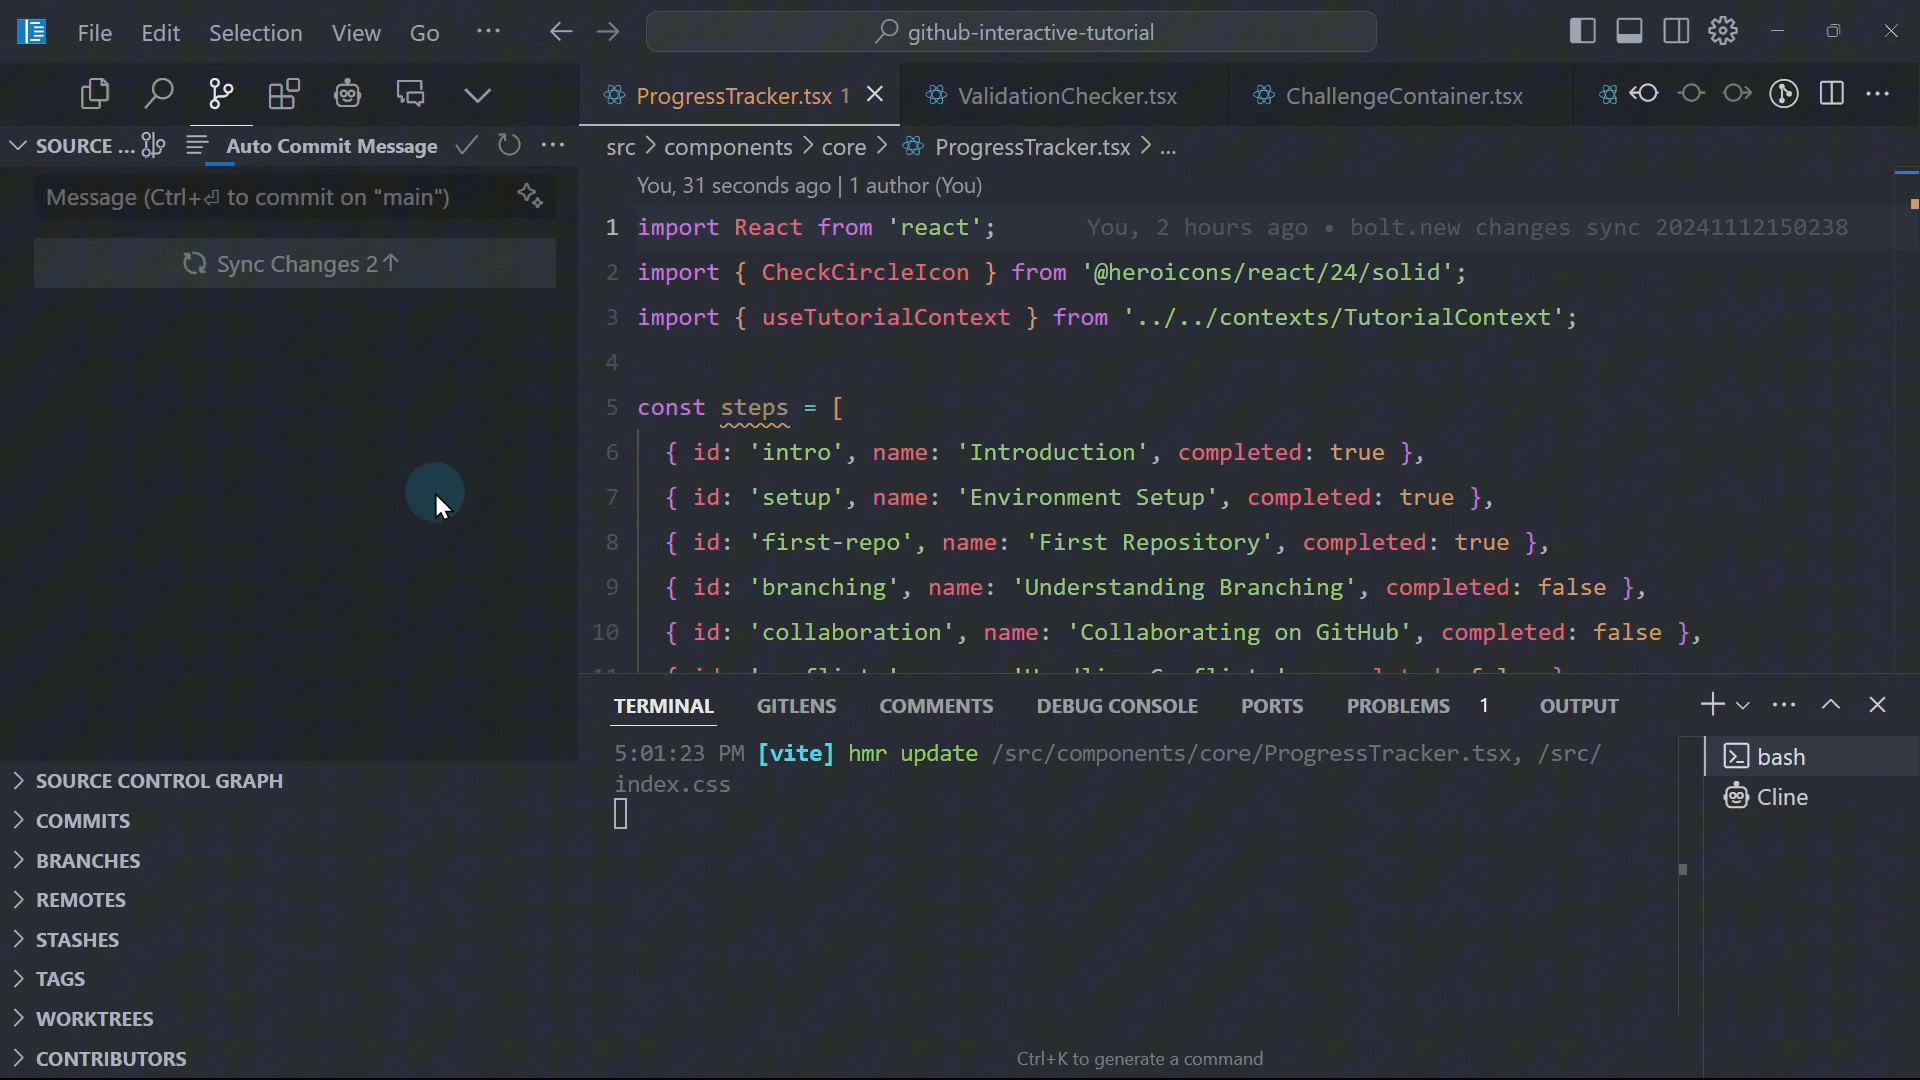 File Edit Selection View Go ··· github-interactive-tutorial
ProgressTracker.tsx 1 ValidationChecker.tsx ChallengeContainer.tsx
SOURCE ... Auto Commit Message
src > components > core > ProgressTracker.tsx > ...
Message (Ctrl+⏎ to commit on "main")
Sync Changes 2↑
You, 31 seconds ago | 1 author (You)
1 import React from 'react'; You, 2 hours ago • bolt.new changes sync 20241112150238
2 import { CheckCircleIcon } from '@heroicons/react/24/solid';
3 import { useTutorialContext } from '../../contexts/TutorialContext';
4
5 const steps = [
6 { id: 'intro', name: 'Introduction', completed: true },
7 { id: 'setup', name: 'Environment Setup', completed: true },
8 { id: 'first-repo', name: 'First Repository', completed: true },
9 { id: 'branching', name: 'Understanding Branching', completed: false },
10 { id: 'collaboration', name: 'Collaborating on GitHub', completed: false },
TERMINAL GITLENS COMMENTS DEBUG CONSOLE PORTS PROBLEMS 1 OUTPUT
5:01:23 PM [vite] hmr update /src/components/core/ProgressTracker.tsx, /src/
index.css
bash
Cline
SOURCE CONTROL GRAPH
COMMITS
BRANCHES
REMOTES
STASHES
TAGS
WORKTREES
CONTRIBUTORS
Ctrl+K to generate a command